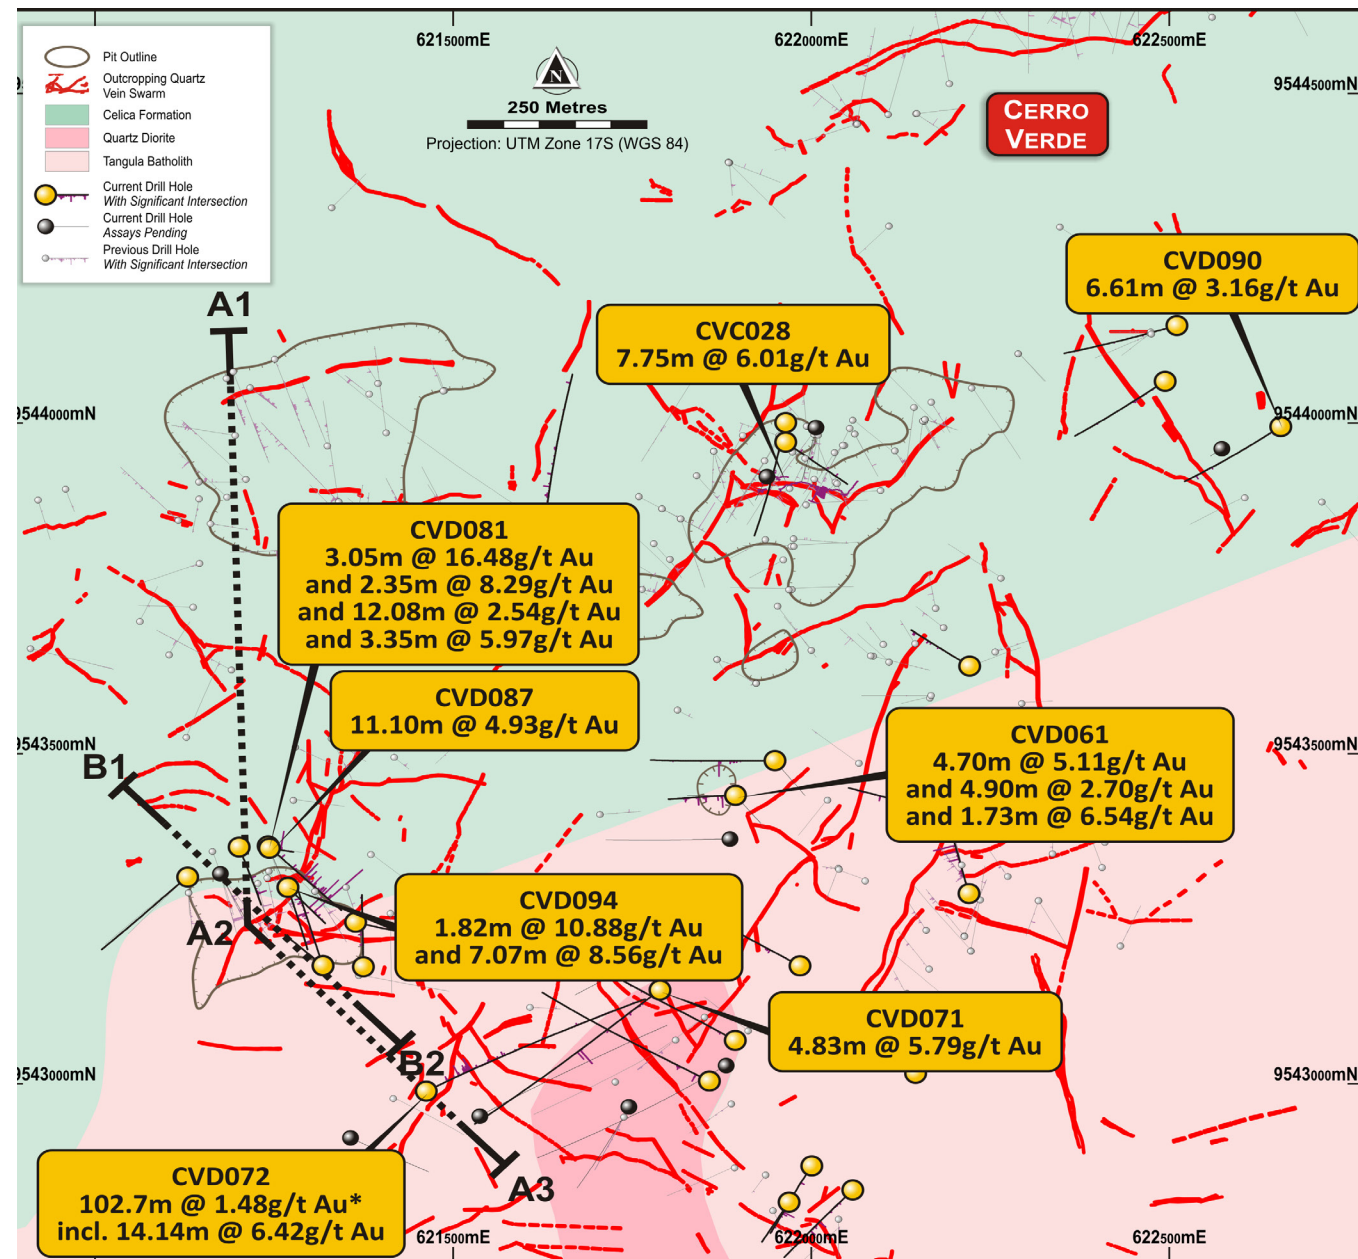 621500mE
622000mE
622500mE
Pit Outline
Outcropping Quartz
Vein Swarm
Celica Formation
Quartz Diorite
Tangula Batholith
Current Drill Hole
With Significant Intersection
Current Drill Hole
Assays Pending
Previous Drill Hole
With Significant Intersection
N
250 Metres
Projection: UTM Zone 17S (WGS 84)
CERRO
VERDE
9544500mN
CVD090
6.61m @ 3.16g/t Au
A1
CVC028
7.75m @ 6.01g/t Au
9544000mN
9544000mN
CVD081
3.05m @ 16.48g/t Au
and 2.35m @ 8.29g/t Au
and 12.08m @ 2.54g/t Au
and 3.35m @ 5.97g/t Au
CVD087
11.10m @ 4.93g/t Au
9543500mN
9543500mN
B1
CVD061
4.70m @ 5.11g/t Au
and 4.90m @ 2.70g/t Au
and 1.73m @ 6.54g/t Au
CVD094
1.82m @ 10.88g/t Au
and 7.07m @ 8.56g/t Au
A2
CVD071
4.83m @ 5.79g/t Au
B2
9543000mN
9543000mN
CVD072
102.7m @ 1.48g/t Au*
incl. 14.14m @ 6.42g/t Au
A3
621500mE
622000mE
622500mE